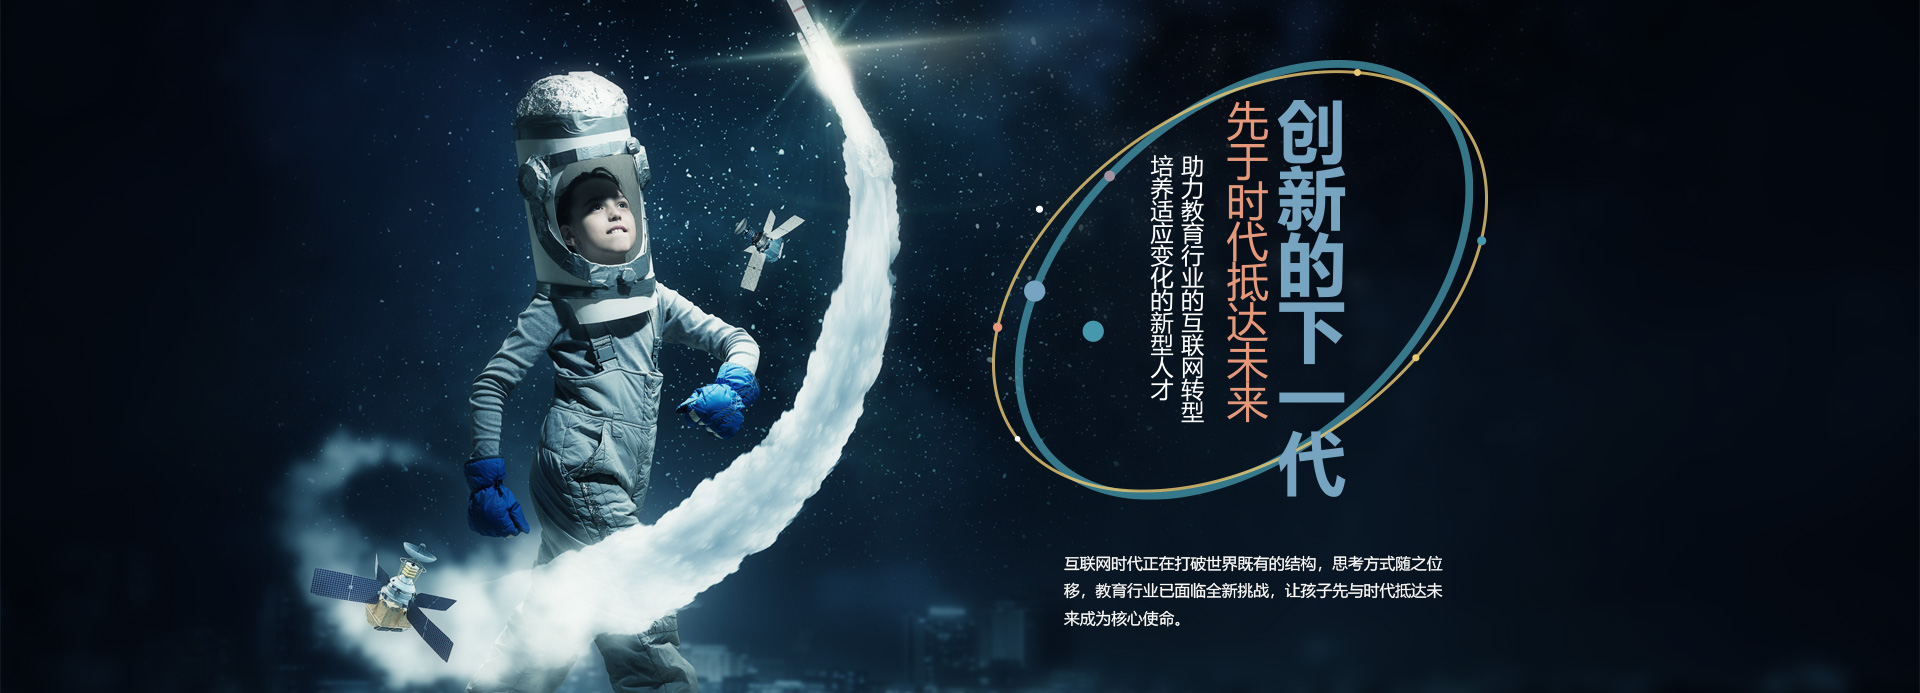 创新的下一代
先于时代抵达未来
助力教育行业的互联网转型
培养适应变化的新型人才
互联网时代正在打破世界既有的结构，思考方式随之位
移，教育行业已面临全新挑战，让孩子先与时代抵达未
来成为核心使命。